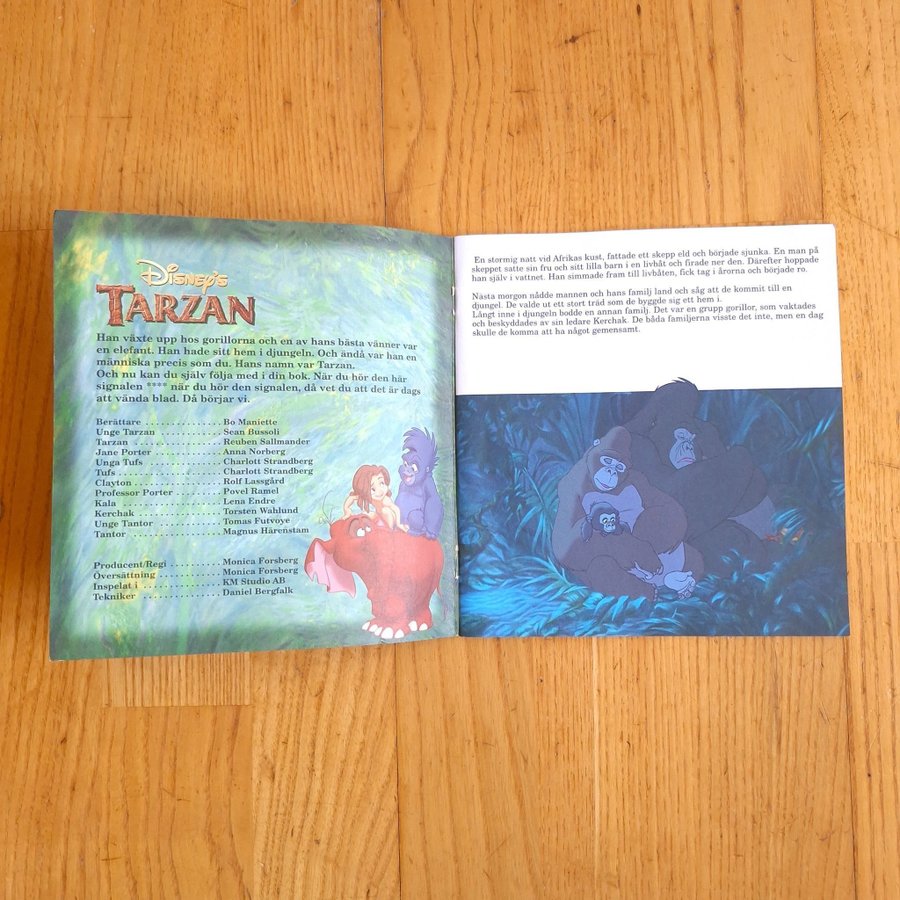 Disney's
TARZAN
Han växte upp hos gorillorna och en av hans bästa vänner var
en elefant. Han hade sitt hem i djungeln. Och ändå var han en
människa precis som du. Hans namn var Tarzan.
Och nu kan du själv följa med i din bok. När du hör den här
signalen **** när du hör den signalen, då vet du att det är dags
att vända blad. Då börjar vi.
Berättare . . . . . . . . . . . . . . Bo Maniette
Unge Tarzan . . . . . . . . . . . . Sean Bussoli
Tarzan . . . . . . . . . . . . . . . . Reuben Sallmander
Jane Porter . . . . . . . . . . . . Anna Norberg
Unga Tufs . . . . . . . . . . . . . Charlott Strandberg
Tufs . . . . . . . . . . . . . . . . . . Charlott Strandberg
Clayton . . . . . . . . . . . . . . . Rolf Lassgård
Professor Porter . . . . . . . . Povel Ramel
Kala . . . . . . . . . . . . . . . . . . Lena Endre
Kerchak . . . . . . . . . . . . . . . Torsten Wahlund
Unge Tantor . . . . . . . . . . . Tomas Futvoye
Tantor . . . . . . . . . . . . . . . . Magnus Härenstam
Producent/Regi . . . . . . . . . Monica Forsberg
Översättning . . . . . . . . . . . Monica Forsberg
Inspelat i . . . . . . . . . . . . . . KM Studio AB
Tekniker . . . . . . . . . . . . . . Daniel Bergfalk
En stormig natt vid Afrikas kust, fattade ett skepp eld och började sjunka. En man på
skeppet satte sin fru och sitt lilla barn i en livbåt och firade ner den. Därefter hoppade
han själv i vattnet. Han simmade fram till livbåten, fick tag i årorna och började ro.
Nästa morgon nådde mannen och hans familj land och såg att de kommit till en
djungel. De valde ut ett stort träd som de byggde sig ett hem i.
Långt inne i djungeln bodde en annan familj. Det var en grupp gorillor, som vaktades
och beskyddades av sin ledare Kerchak. De båda familjerna visste det inte, men en dag
skulle de komma att ha något gemensamt.